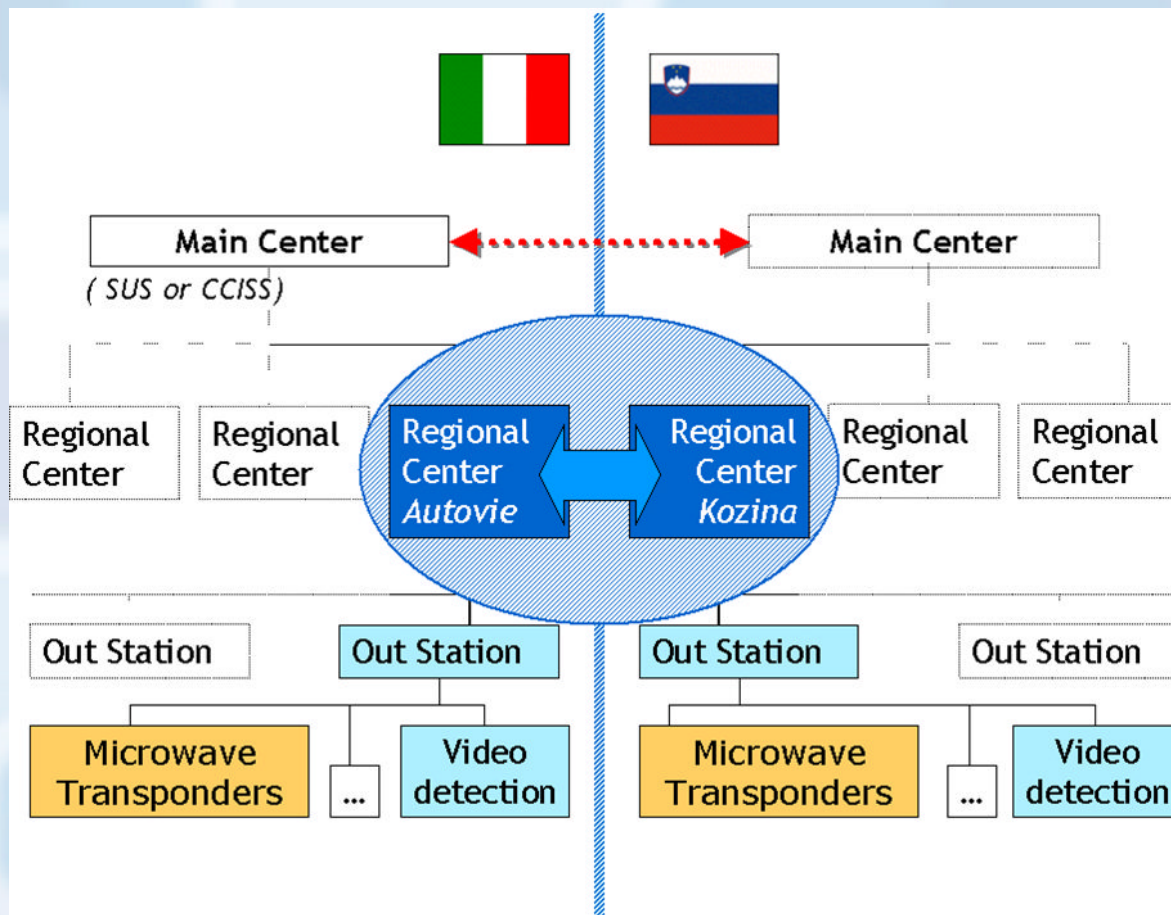 Main Center
Main Center
( SUS or CCISS)
Regional
Center
Regional
Center
Regional
Center
Autovie
Regional
Center
Kozina
Regional
Center
Regional
Center
Out Station
Out Station
Out Station
Out Station
Microwave
Transponders
...
Video
detection
Microwave
Transponders
...
Video
detection